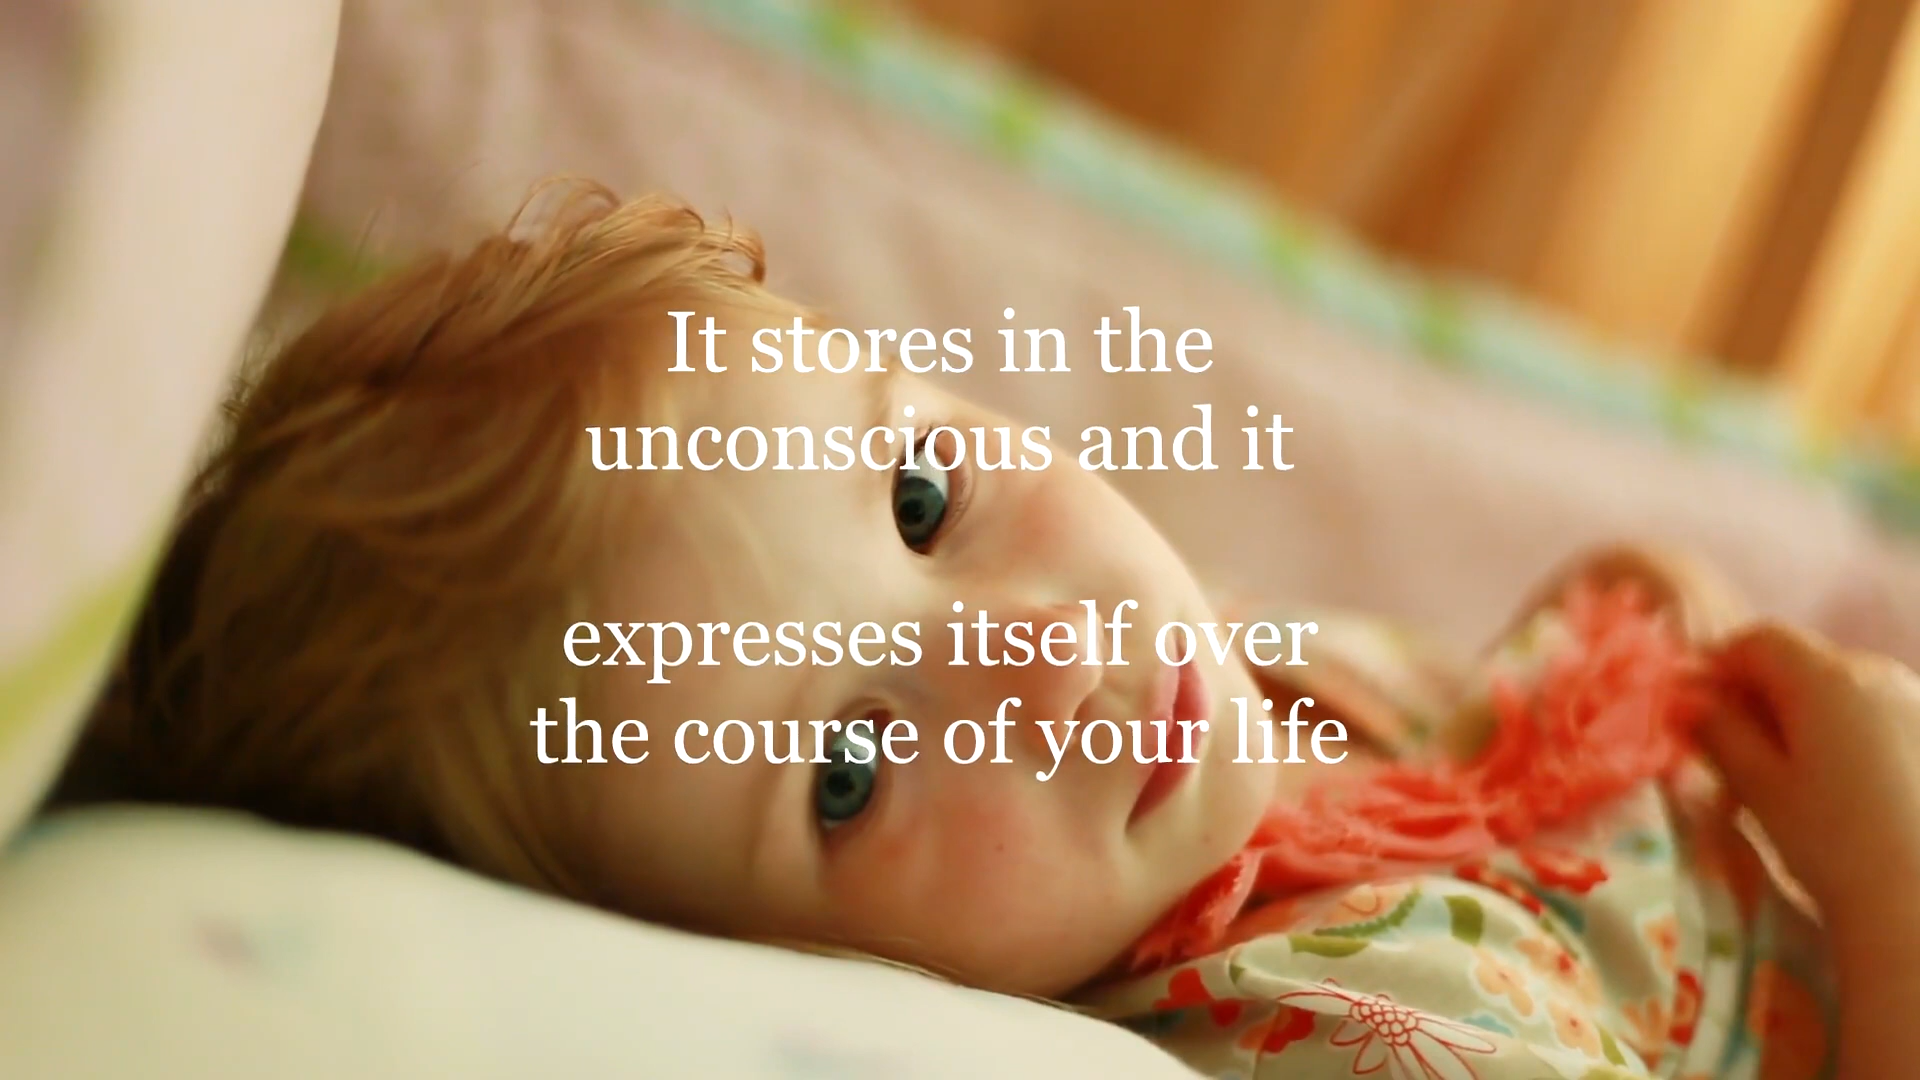 It stores in the
unconscious and it
expresses itself over
the course of your life